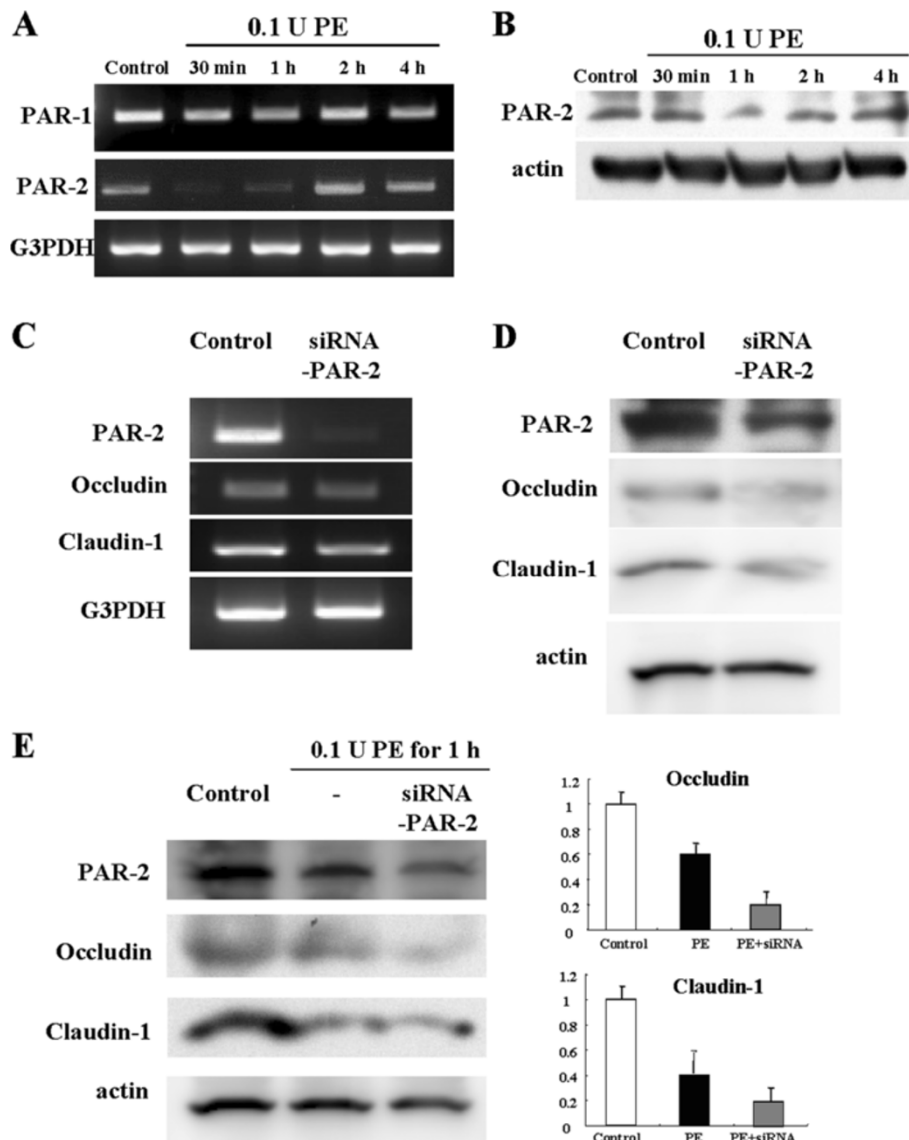 A
0.1 U PE
Control 30 min 1 h 2 h 4 h
PAR-1
PAR-2
G3PDH
B
0.1 U PE
Control 30 min 1 h 2 h 4 h
PAR-2
actin
C
Control siRNA
-PAR-2
PAR-2
Occludin
Claudin-1
G3PDH
D
Control siRNA
-PAR-2
PAR-2
Occludin
Claudin-1
actin
E
0.1 U PE for 1 h
Control - siRNA
-PAR-2
PAR-2
Occludin
Claudin-1
actin
Occludin
1.2
1
0.8
0.6
0.4
0.2
0
Control PE PE+siRNA
Claudin-1
1.2
1
0.8
0.6
0.4
0.2
0
Control PE PE+siRNA